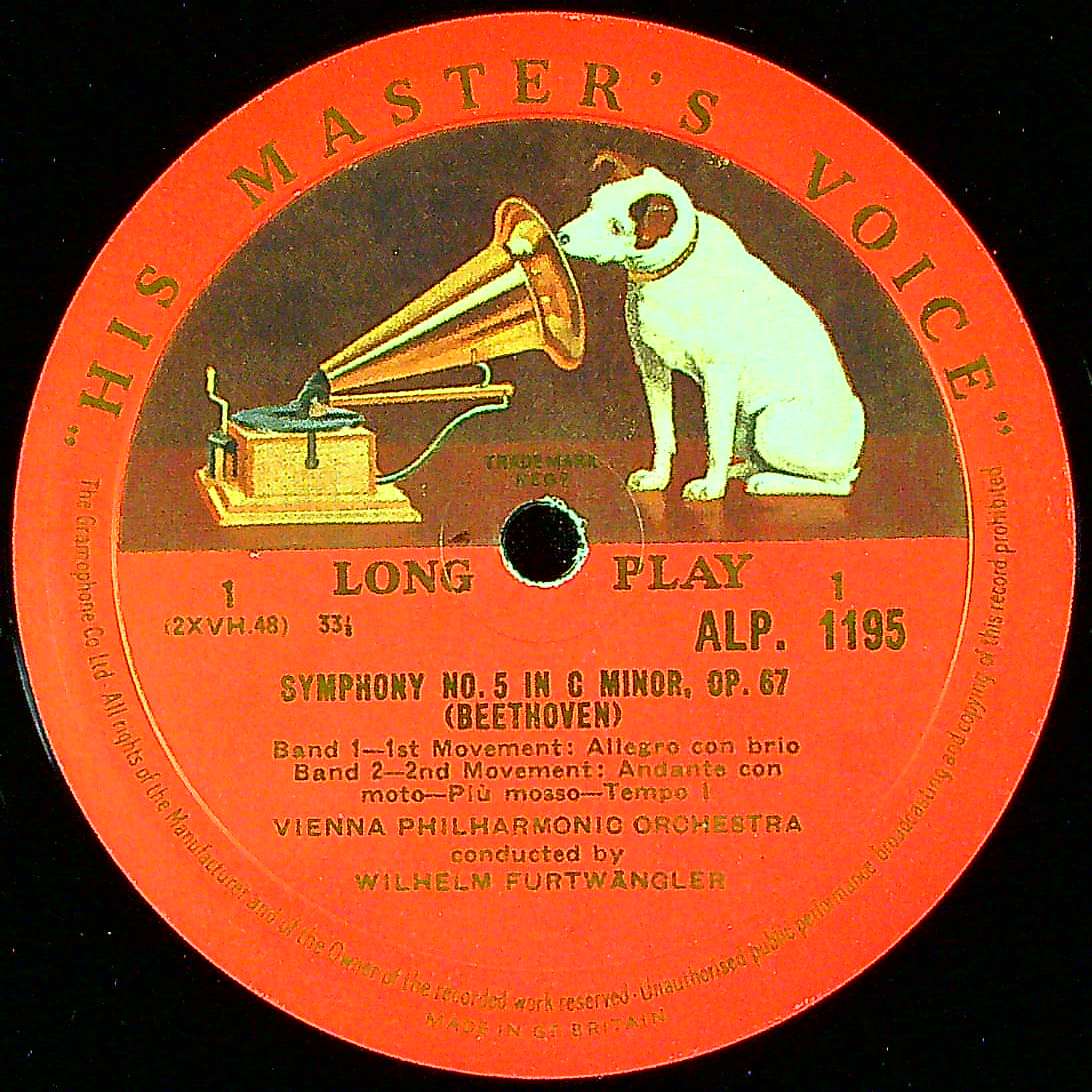 "HIS MASTER'S VOICE"
TRADE MARK
REGD
LONG PLAY
1 1
(2XVH.48) 33⅓ ALP. 1195
SYMPHONY NO. 5 IN C MINOR, OP. 67
(BEETHOVEN)
Band 1—1st Movement: Allegro con brio
Band 2—2nd Movement: Andante con
moto—Più mosso—Tempo I
VIENNA PHILHARMONIC ORCHESTRA
conducted by
WILHELM FURTWÄNGLER
The Gramophone Co Ltd · All rights of the Manufacturer and of the Owner of the recorded work reserved · Unauthorised public performance broadcasting and copying of this record prohibited
MADE IN GT BRITAIN